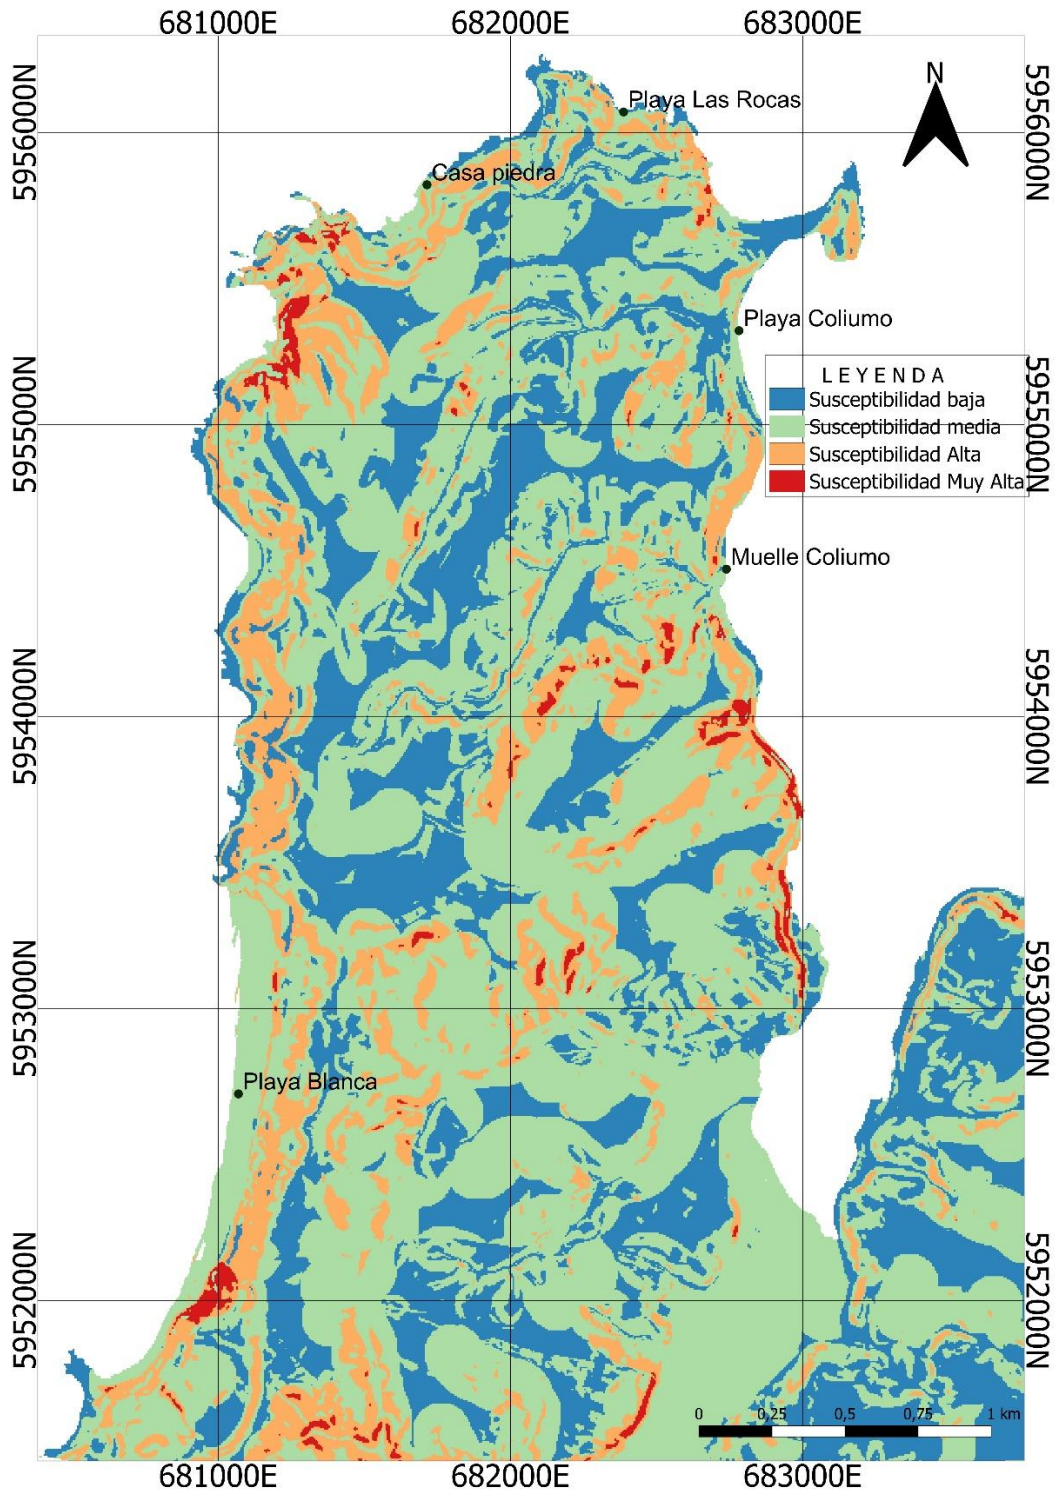 681000E 682000E 683000E
N
5956000N 5956000N
Playa Las Rocas
Casa piedra
Playa Coliumo
5955000N 5955000N
LEYENDA
Susceptibilidad baja
Susceptibilidad media
Susceptibilidad Alta
Susceptibilidad Muy Alta
Muelle Coliumo
5954000N 5954000N
5953000N 5953000N
Playa Blanca
5952000N 5952000N
0 0,25 0,5 0,75 1 km
681000E 682000E 683000E